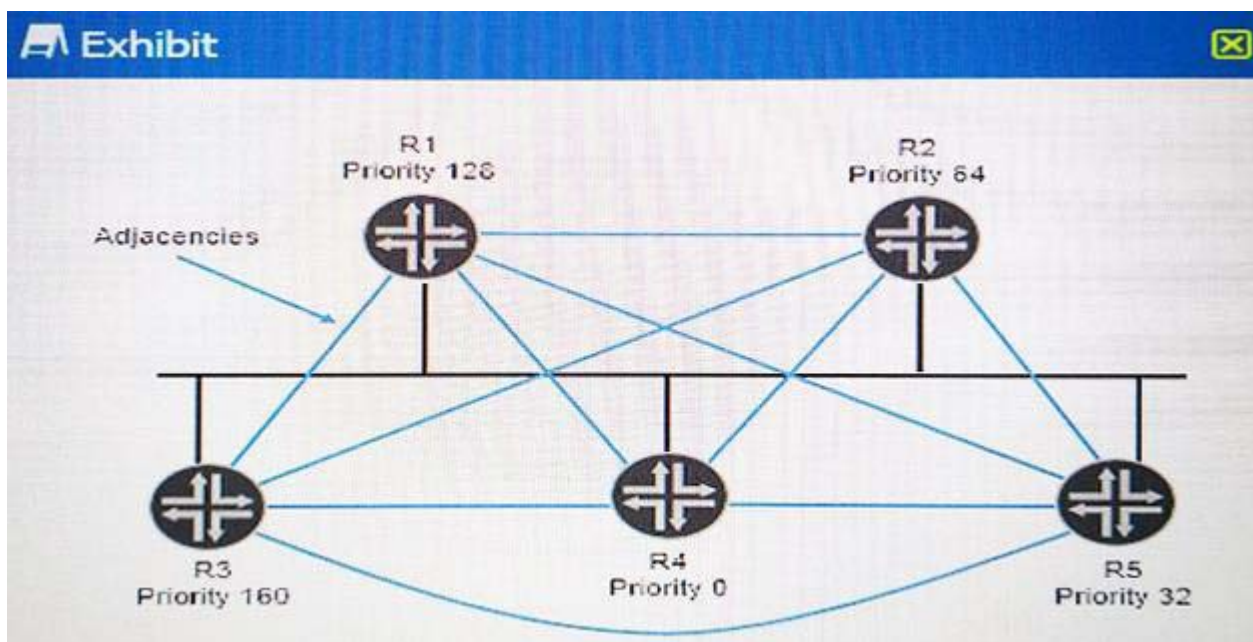 Exhibit
R1
Priority 128
R2
Priority 64
Adjacencies
R3
Priority 160
R4
Priority 0
R5
Priority 32